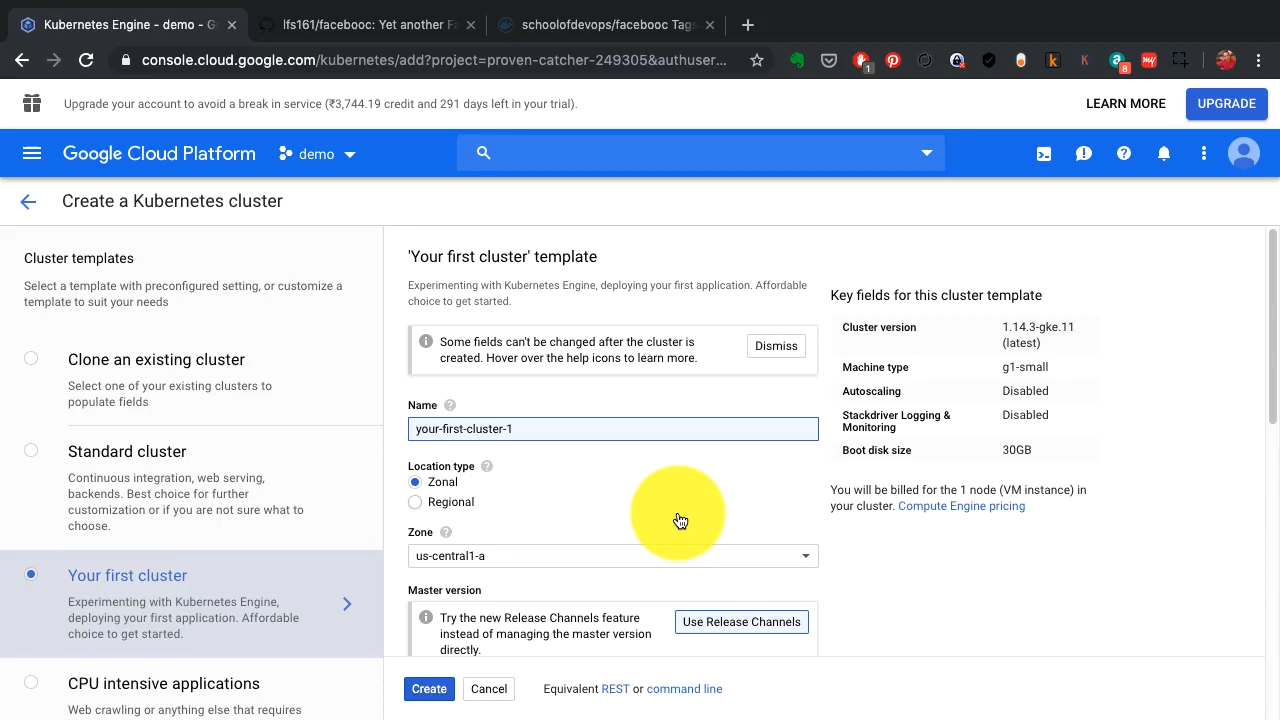 Kubernetes Engine - demo - G
lfs161/facebooc: Yet another Fa
schoolofdevops/facebooc Tags
console.cloud.google.com/kubernetes/add?project=proven-catcher-249305&authuser...
1
8
Upgrade your account to avoid a break in service (₹3,744.19 credit and 291 days left in your trial).
LEARN MORE
UPGRADE
Google Cloud Platform
demo
Create a Kubernetes cluster
Cluster templates
Select a template with preconfigured setting, or customize a
template to suit your needs
Clone an existing cluster
Select one of your existing clusters to
populate fields
Standard cluster
Continuous integration, web serving,
backends. Best choice for further
customization or if you are not sure what to
choose.
Your first cluster
Experimenting with Kubernetes Engine,
deploying your first application. Affordable
choice to get started.
CPU intensive applications
Web crawling or anything else that requires
'Your first cluster' template
Experimenting with Kubernetes Engine, deploying your first application. Affordable
choice to get started.
Some fields can't be changed after the cluster is
created. Hover over the help icons to learn more.
Dismiss
Name
your-first-cluster-1
Location type
Zonal
Regional
Zone
us-central1-a
Master version
Try the new Release Channels feature
instead of managing the master version
directly.
Use Release Channels
Create
Cancel
Equivalent REST or command line
Key fields for this cluster template
Cluster version
1.14.3-gke.11
(latest)
Machine type
g1-small
Autoscaling
Disabled
Stackdriver Logging &
Monitoring
Disabled
Boot disk size
30GB
You will be billed for the 1 node (VM instance) in
your cluster. Compute Engine pricing